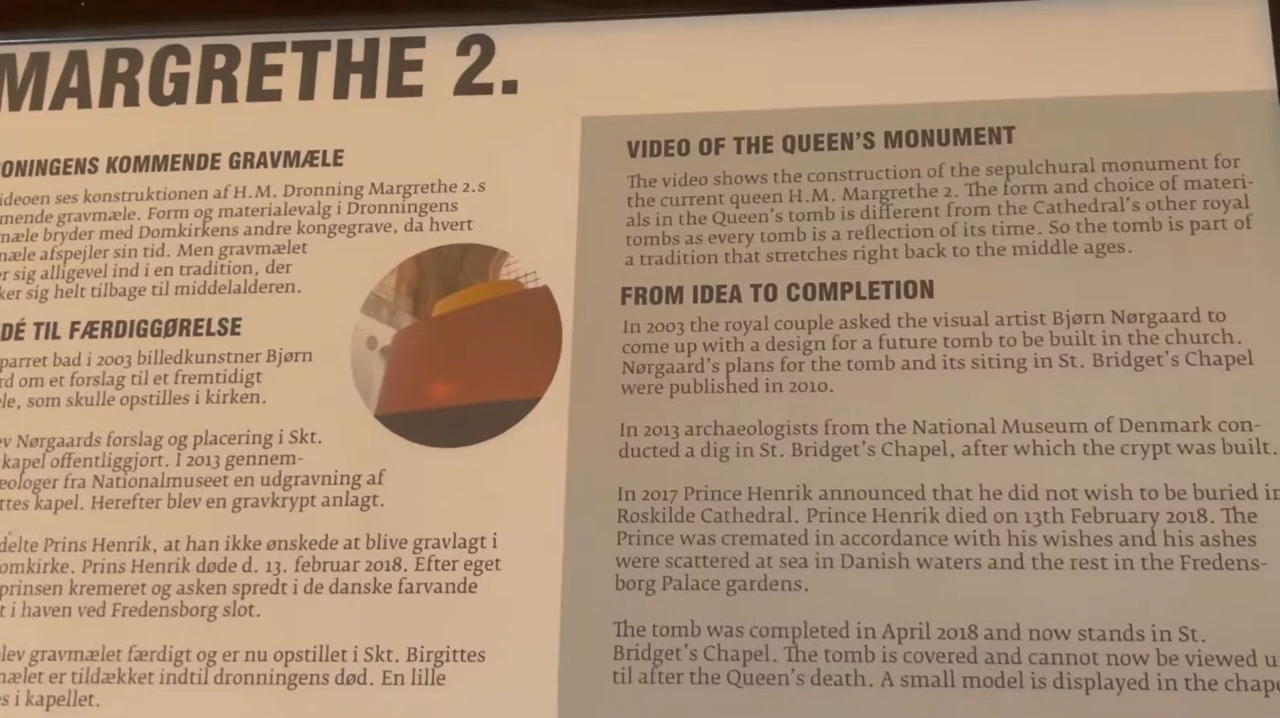 MARGRETHE 2.
KOMMENDE GRAVMÆLE
ses konstruktionen af H.M. Dronning Margrethe 2.s
gravmæle. Form og materialevalg i Dronningens
bryder med Domkirkens andre kongegrave, da hvert
afspejler sin tid. Men gravmælet
sig alligevel ind i en tradition, der
sig helt tilbage til middelalderen.
TIL FÆRDIGGØRELSE
bad i 2003 billedkunstner Bjørn
om et forslag til et fremtidigt
som skulle opstilles i kirken.
Nørgaards forslag og placering i Skt.
kapel offentliggjort. I 2013 gennem-
fra Nationalmuseet en udgravning af
kapel. Herefter blev en gravkrypt anlagt.
Prins Henrik, at han ikke ønskede at blive gravlagt i
Prins Henrik døde d. 13. februar 2018. Efter eget
prinsen kremeret og asken spredt i de danske farvande
i haven ved Fredensborg slot.
gravmælet færdigt og er nu opstillet i Skt. Birgittes
er tildækket indtil dronningens død. En lille
i kapellet.
VIDEO OF THE QUEEN'S MONUMENT
The video shows the construction of the sepulchural monument for
the current queen H.M. Margrethe 2. The form and choice of materi-
als in the Queen's tomb is different from the Cathedral's other royal
tombs as every tomb is a reflection of its time. So the tomb is part of
a tradition that stretches right back to the middle ages.
FROM IDEA TO COMPLETION
In 2003 the royal couple asked the visual artist Bjørn Nørgaard to
come up with a design for a future tomb to be built in the church.
Nørgaard's plans for the tomb and its siting in St. Bridget's Chapel
were published in 2010.
In 2013 archaeologists from the National Museum of Denmark con-
ducted a dig in St. Bridget's Chapel, after which the crypt was built.
In 2017 Prince Henrik announced that he did not wish to be buried in
Roskilde Cathedral. Prince Henrik died on 13th February 2018. The
Prince was cremated in accordance with his wishes and his ashes
were scattered at sea in Danish waters and the rest in the Fredens-
borg Palace gardens.
The tomb was completed in April 2018 and now stands in St.
Bridget's Chapel. The tomb is covered and cannot now be viewed
til after the Queen's death. A small model is displayed in the